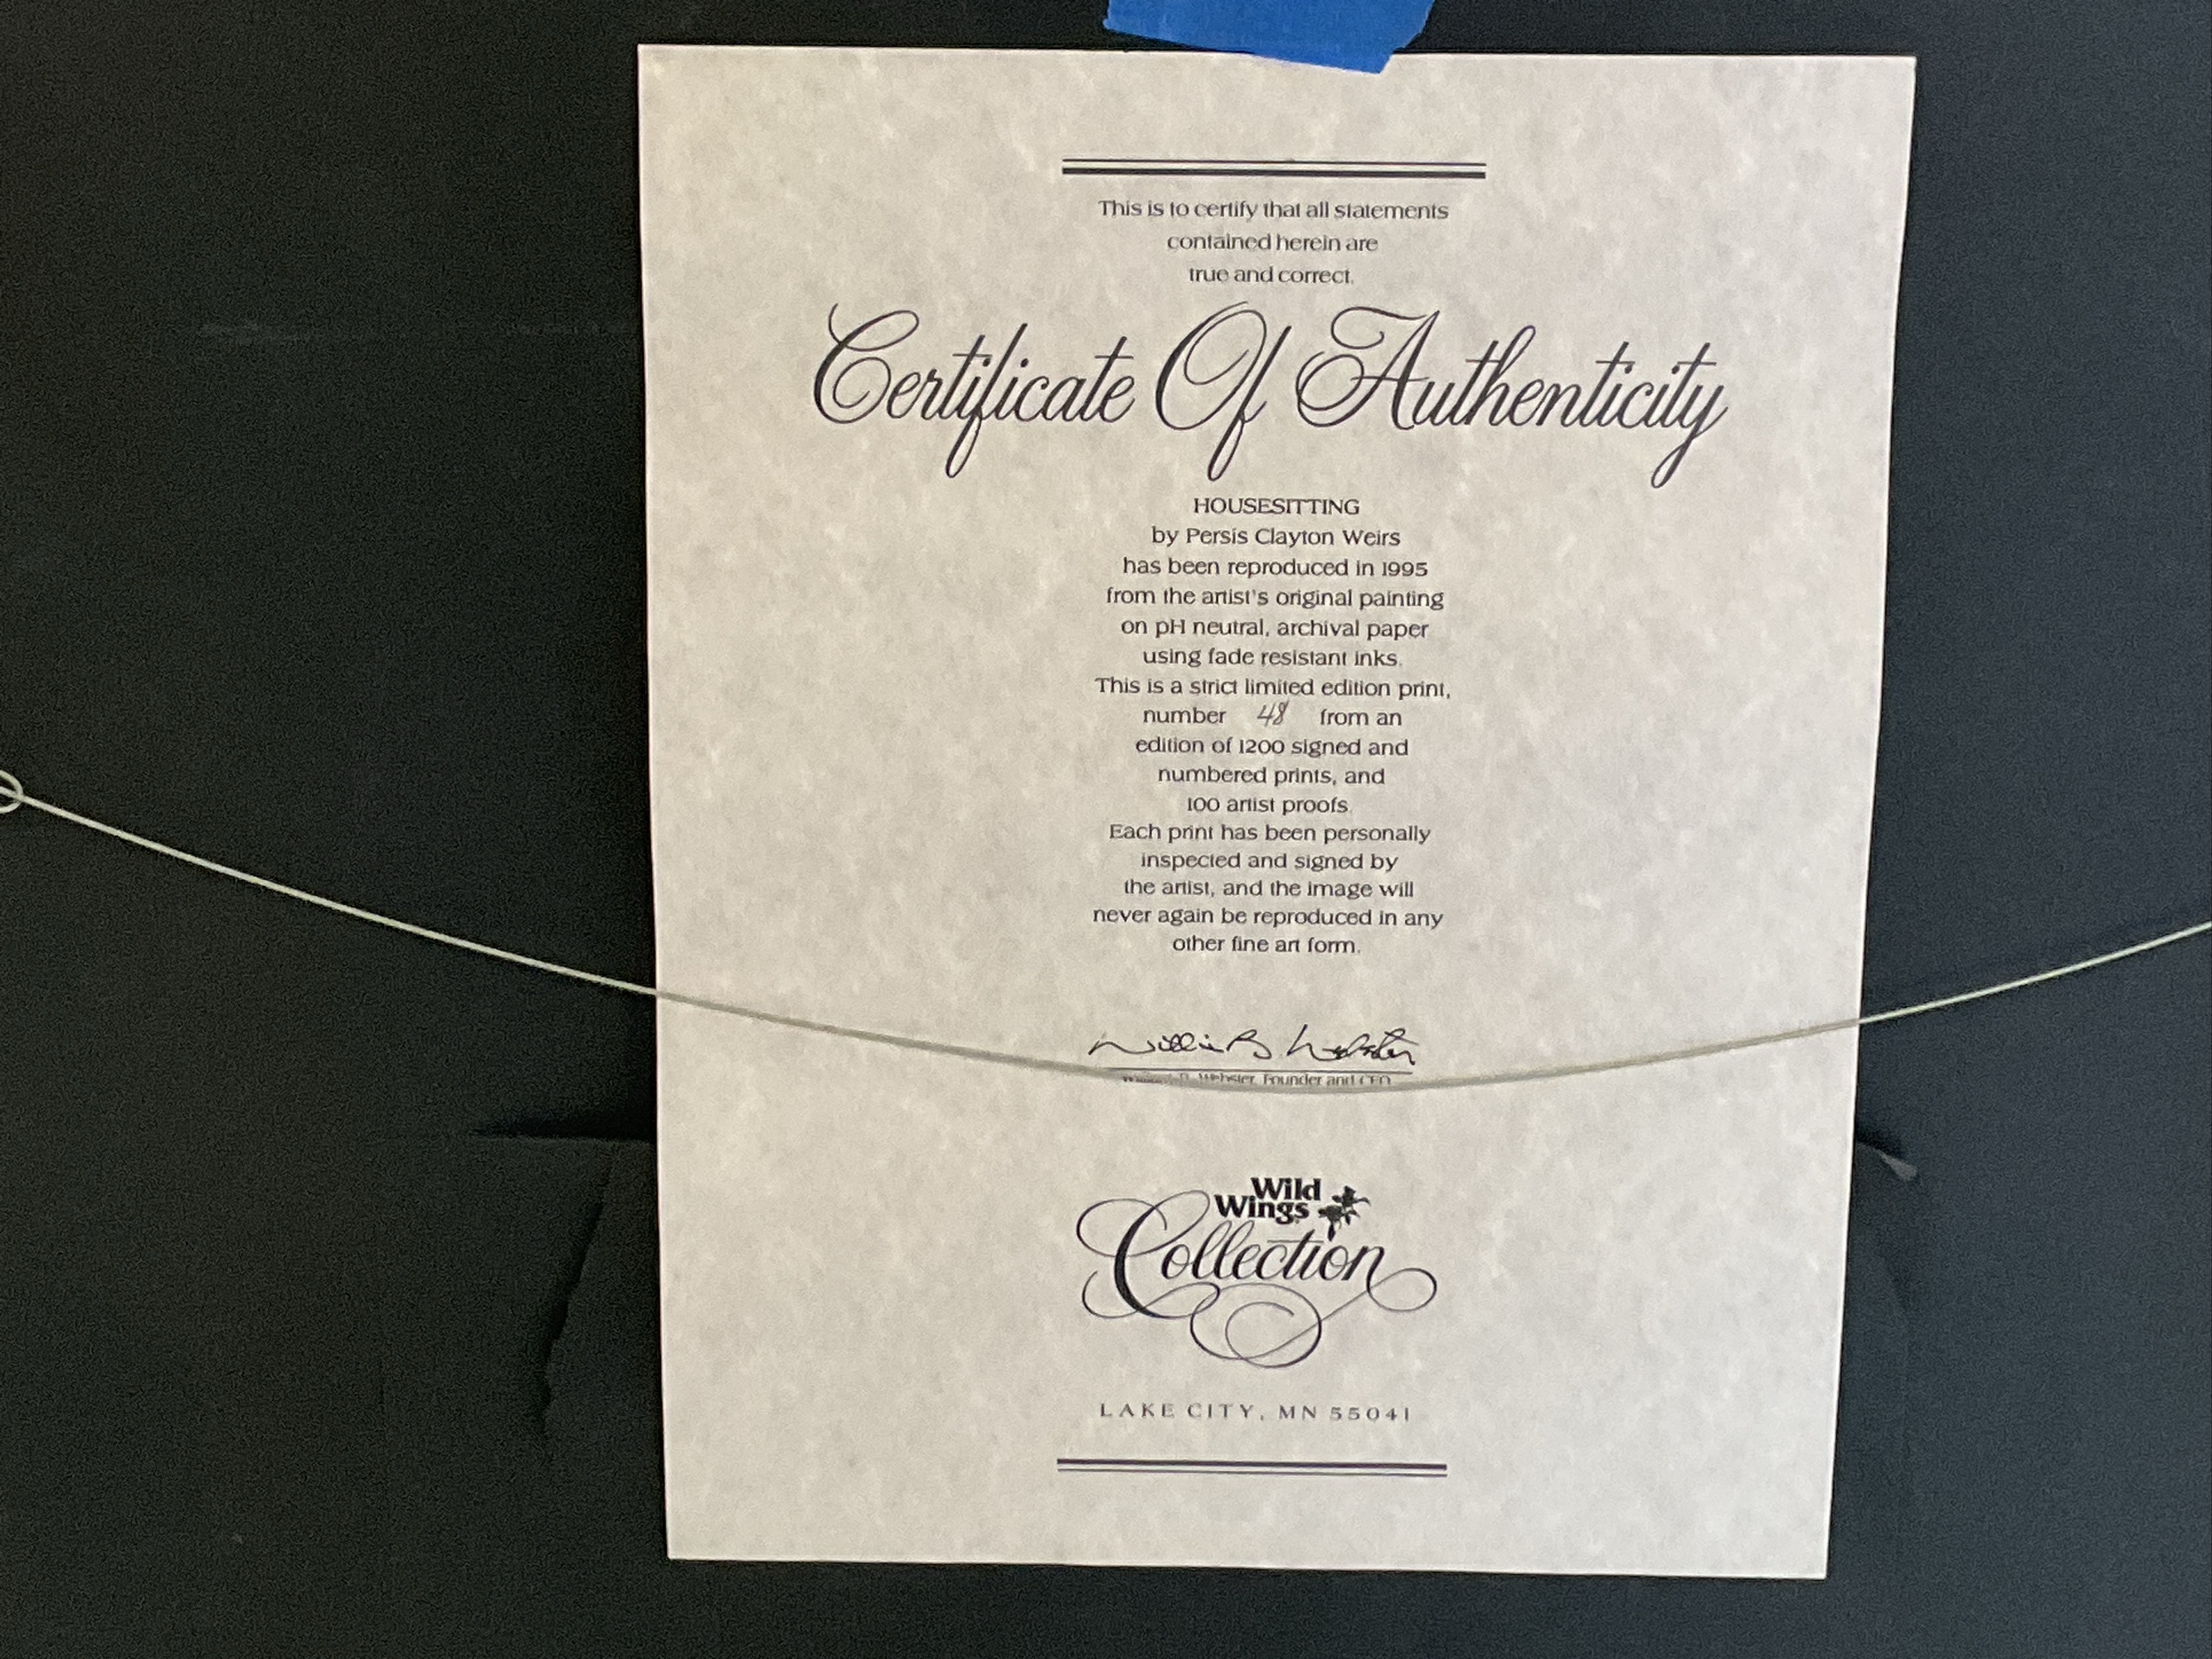 This is to certify that all statements
contained herein are
true and correct.
Certificate Of Authenticity
HOUSESITTING
by Persis Clayton Weirs
has been reproduced in 1995
from the artist's original painting
on pH neutral, archival paper
using fade resistant inks.
This is a strict limited edition print,
number 48 from an
edition of 1200 signed and
numbered prints, and
100 artist proofs.
Each print has been personally
inspected and signed by
the artist, and the image will
never again be reproduced in any
other fine art form.
B. Webster, Founder and CEO
Wild
Wings
Collection
LAKE CITY, MN 55041